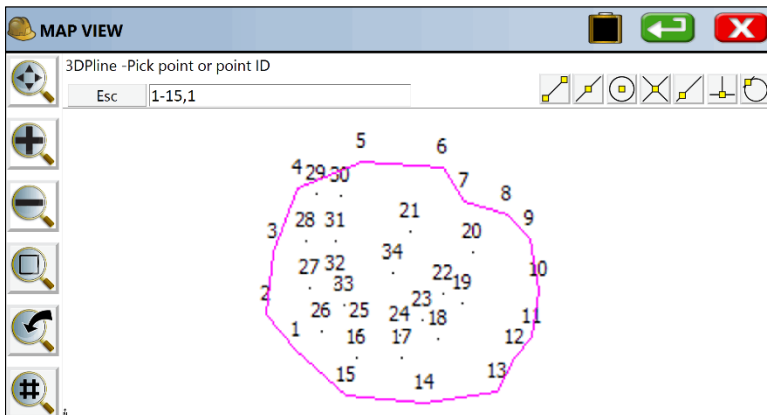 MAP VIEW
3DPline -Pick point or point ID
Esc 1-15,1
5 6
4 29 30 7
8
28 31 21 9
3 20
34
27 32 22 10
2 33 23 19
26 25 24 18 11
1 16 17 12
15 14 13